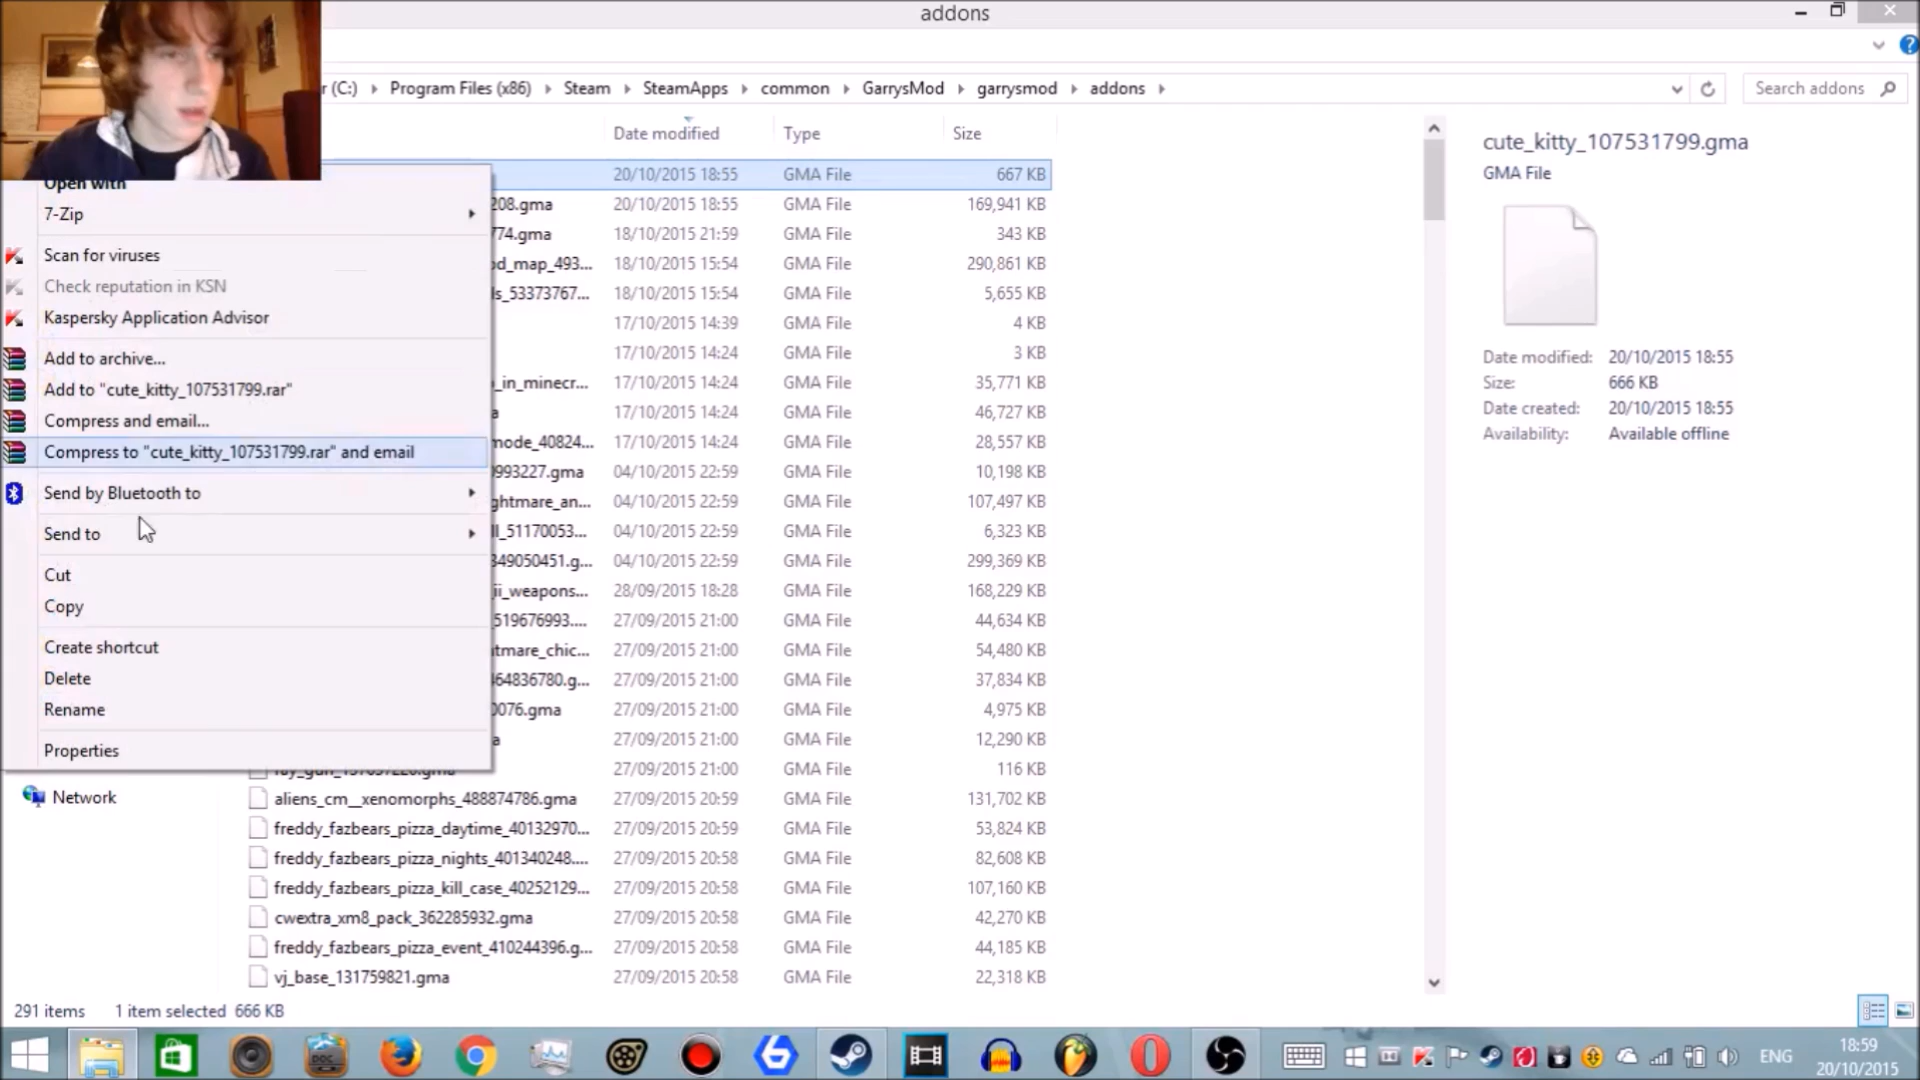 addons
r (C:) Program Files (x86) Steam SteamApps common GarrysMod garrysmod addons
Search addons
Date modified Type Size
20/10/2015 18:55 GMA File 667 KB
208.gma 20/10/2015 18:55 GMA File 169,941 KB
774.gma 18/10/2015 21:59 GMA File 343 KB
od_map_493... 18/10/2015 15:54 GMA File 290,861 KB
ls_53373767... 18/10/2015 15:54 GMA File 5,655 KB
17/10/2015 14:39 GMA File 4 KB
17/10/2015 14:24 GMA File 3 KB
_in_minecr... 17/10/2015 14:24 GMA File 35,771 KB
a 17/10/2015 14:24 GMA File 46,727 KB
mode_40824... 17/10/2015 14:24 GMA File 28,557 KB
0993227.gma 04/10/2015 22:59 GMA File 10,198 KB
ghtmare_an... 04/10/2015 22:59 GMA File 107,497 KB
ll_51170053... 04/10/2015 22:59 GMA File 6,323 KB
349050451.g... 04/10/2015 22:59 GMA File 299,369 KB
ii_weapons... 28/09/2015 18:28 GMA File 168,229 KB
519676993.... 27/09/2015 21:00 GMA File 44,634 KB
tmare_chic... 27/09/2015 21:00 GMA File 54,480 KB
464836780.g... 27/09/2015 21:00 GMA File 37,834 KB
0076.gma 27/09/2015 21:00 GMA File 4,975 KB
a 27/09/2015 21:00 GMA File 12,290 KB
27/09/2015 21:00 GMA File 116 KB
aliens_cm__xenomorphs_488874786.gma 27/09/2015 20:59 GMA File 131,702 KB
freddy_fazbears_pizza_daytime_40132970... 27/09/2015 20:59 GMA File 53,824 KB
freddy_fazbears_pizza_nights_401340248.... 27/09/2015 20:58 GMA File 82,608 KB
freddy_fazbears_pizza_kill_case_40252129... 27/09/2015 20:58 GMA File 107,160 KB
cwextra_xm8_pack_362285932.gma 27/09/2015 20:58 GMA File 42,270 KB
freddy_fazbears_pizza_event_410244396.g... 27/09/2015 20:58 GMA File 44,185 KB
vj_base_131759821.gma 27/09/2015 20:58 GMA File 22,318 KB
Open with
7-Zip
Scan for viruses
Check reputation in KSN
Kaspersky Application Advisor
Add to archive...
Add to "cute_kitty_107531799.rar"
Compress and email...
Compress to "cute_kitty_107531799.rar" and email
Send by Bluetooth to
Send to
Cut
Copy
Create shortcut
Delete
Rename
Properties
Network
cute_kitty_107531799.gma
GMA File
Date modified: 20/10/2015 18:55
Size: 666 KB
Date created: 20/10/2015 18:55
Availability: Available offline
291 items 1 item selected 666 KB
DOC
ENG
18:59
20/10/2015